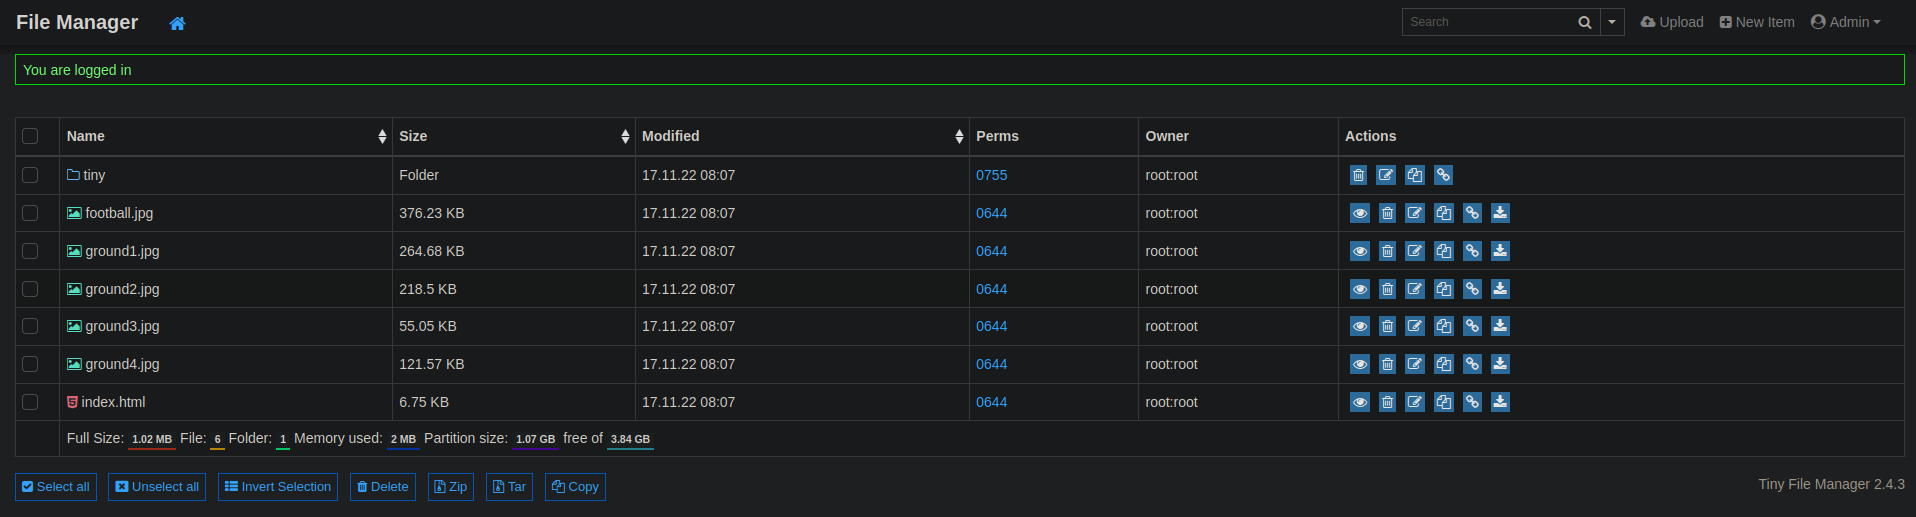 File Manager Search Upload New Item Admin
You are logged in
Name Size Modified Perms Owner Actions
tiny Folder 17.11.22 08:07 0755 root:root
football.jpg 376.23 KB 17.11.22 08:07 0644 root:root
ground1.jpg 264.68 KB 17.11.22 08:07 0644 root:root
ground2.jpg 218.5 KB 17.11.22 08:07 0644 root:root
ground3.jpg 55.05 KB 17.11.22 08:07 0644 root:root
ground4.jpg 121.57 KB 17.11.22 08:07 0644 root:root
index.html 6.75 KB 17.11.22 08:07 0644 root:root
Full Size: 1.02 MB File: 6 Folder: 1 Memory used: 2 MB Partition size: 1.07 GB free of 3.84 GB
Select all Unselect all Invert Selection Delete Zip Tar Copy Tiny File Manager 2.4.3